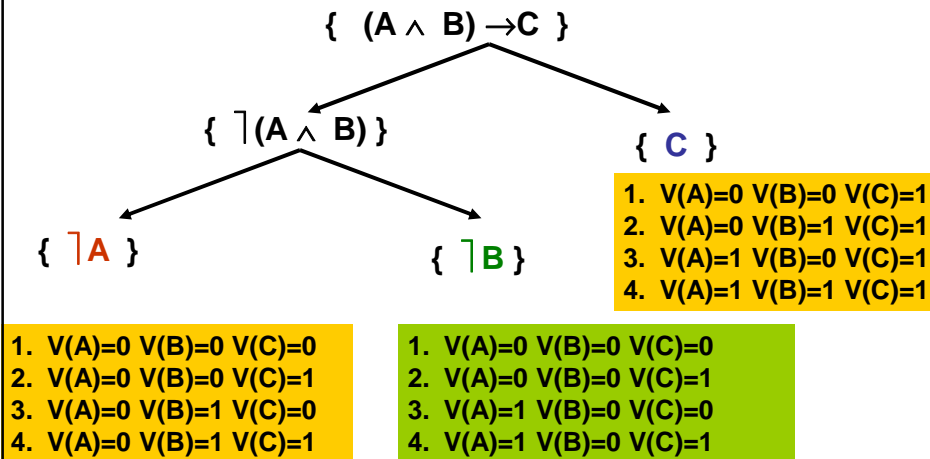 { (A ∧ B) →C }
{ ⏋(A ∧ B) }
{ C }
1. V(A)=0 V(B)=0 V(C)=1
2. V(A)=0 V(B)=1 V(C)=1
3. V(A)=1 V(B)=0 V(C)=1
4. V(A)=1 V(B)=1 V(C)=1
{ ⏋A }
{ ⏋B }
1. V(A)=0 V(B)=0 V(C)=0
2. V(A)=0 V(B)=0 V(C)=1
3. V(A)=0 V(B)=1 V(C)=0
4. V(A)=0 V(B)=1 V(C)=1
1. V(A)=0 V(B)=0 V(C)=0
2. V(A)=0 V(B)=0 V(C)=1
3. V(A)=1 V(B)=0 V(C)=0
4. V(A)=1 V(B)=0 V(C)=1